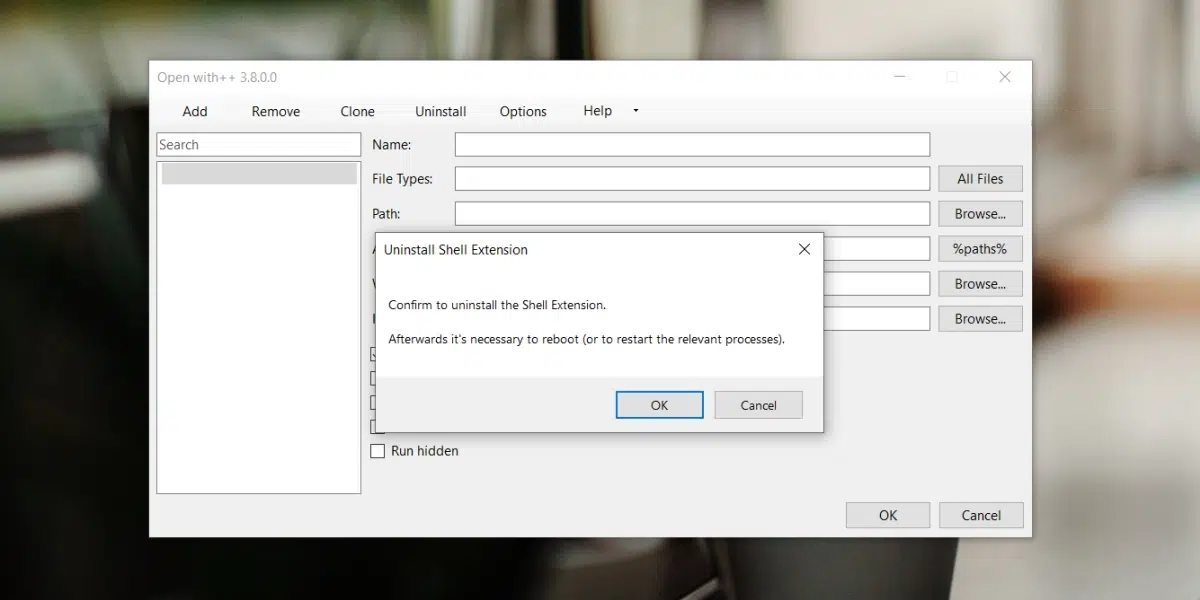 Open with++ 3.8.0.0
Add Remove Clone Uninstall Options Help
Search
Name:
File Types:
All Files
Path:
Browse...
%paths%
Browse...
Browse...
Uninstall Shell Extension
Confirm to uninstall the Shell Extension.
Afterwards it's necessary to reboot (or to restart the relevant processes).
OK Cancel
Run hidden
OK Cancel